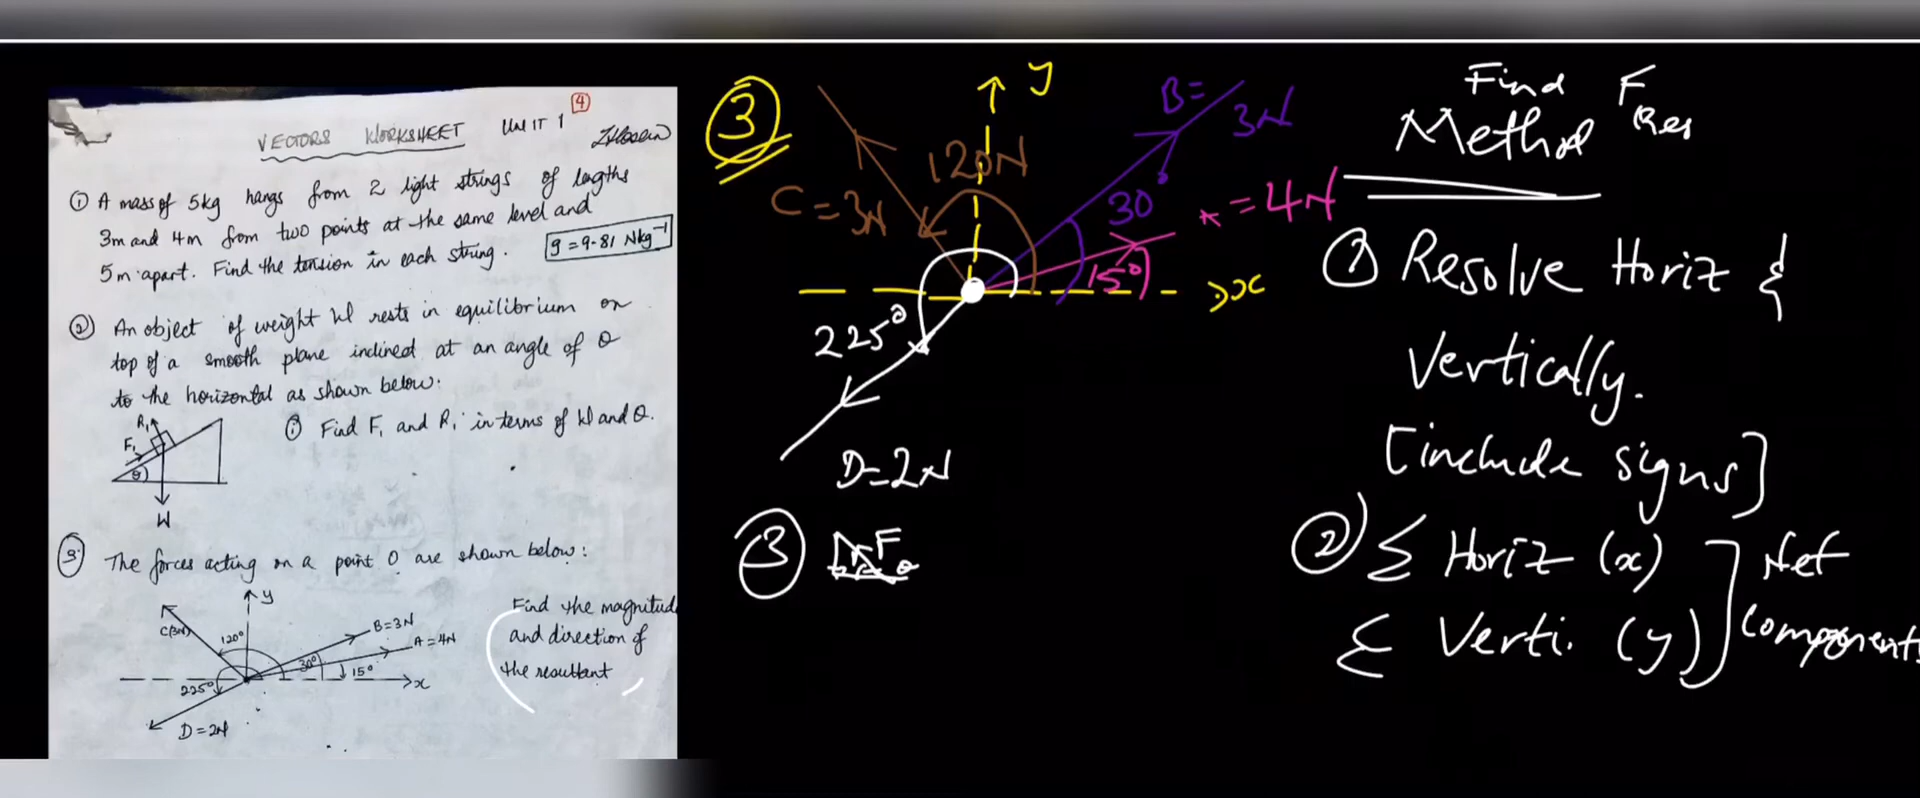 VECTORS WORKSHEET UNIT 1
4
① A mass of 5kg hangs from 2 light strings of lengths
3m and 4m from two points at the same level and
5m apart. Find the tension in each string.
g = 9.81 Nkg⁻¹
② An object of weight W rests in equilibrium on
top of a smooth plane inclined at an angle of θ
to the horizontal as shown below:
① Find F₁ and R₁ in terms of W and θ.
R₁
F₁
θ
W
③ The forces acting on a point O are shown below:
Find the magnitude
and direction of
the resultant
y
C(3N)
120°
B=3N
A=4N
30°
15°
x
225°
D=2N
③
y
B=
3N
120N
C=3N
30°
= 4N
15°
x
225°
D=2N
③ F
θ
Find F Res
Method
① Resolve Horiz &
Vertically.
[include signs]
② Σ Horiz (x)
Σ Verti. (y)
Net
Components